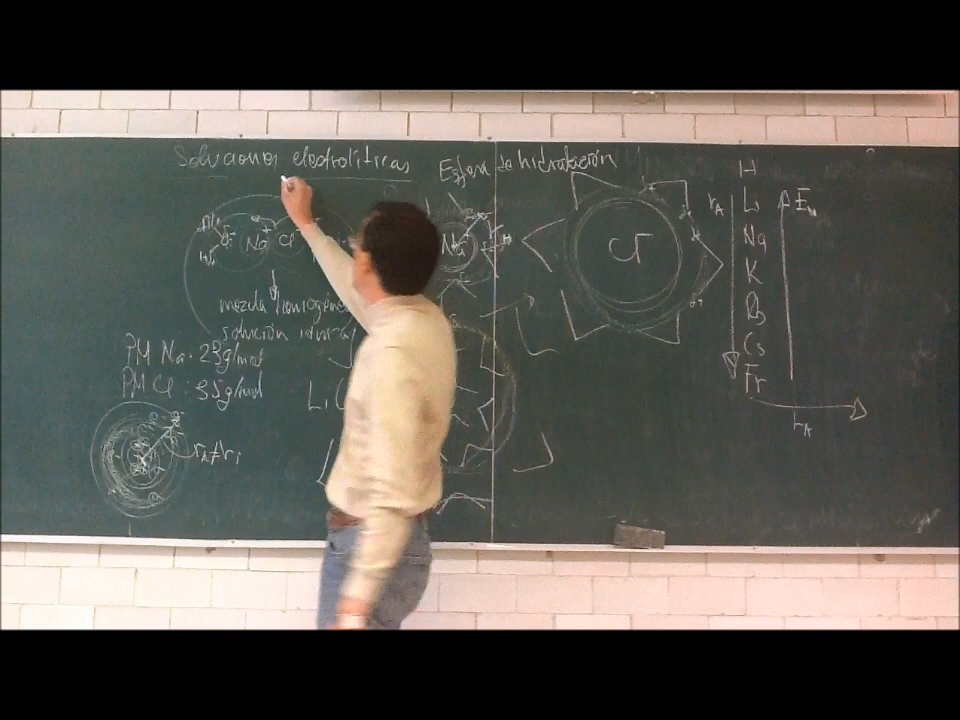 Soluciones electrolíticas
Esfera de hidratación
Na+ Cl-
mezcla homogénea
solución
PM Na: 23g/mol
PM Cl: 35g/mol
rA≠ri
Li
Na
Cl-
rA
H
Li
Na
K
Rb
Cs
Fr